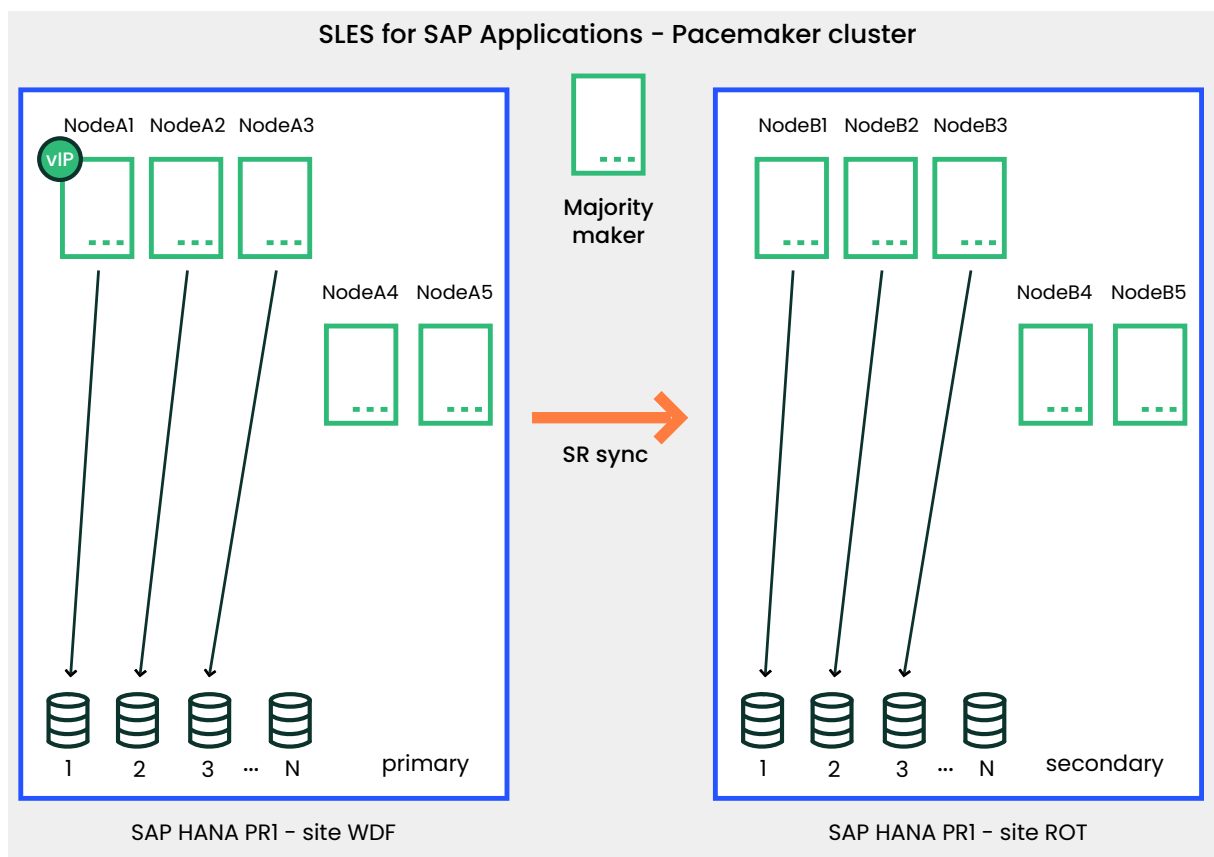 SLES for SAP Applications – Pacemaker cluster
NodeA1 NodeA2 NodeA3
vIP
NodeA4 NodeA5
1 2 3 ... N
primary
SAP HANA PR1 – site WDF
Majority
maker
SR sync
NodeB1 NodeB2 NodeB3
NodeB4 NodeB5
1 2 3 ... N
secondary
SAP HANA PR1 – site ROT